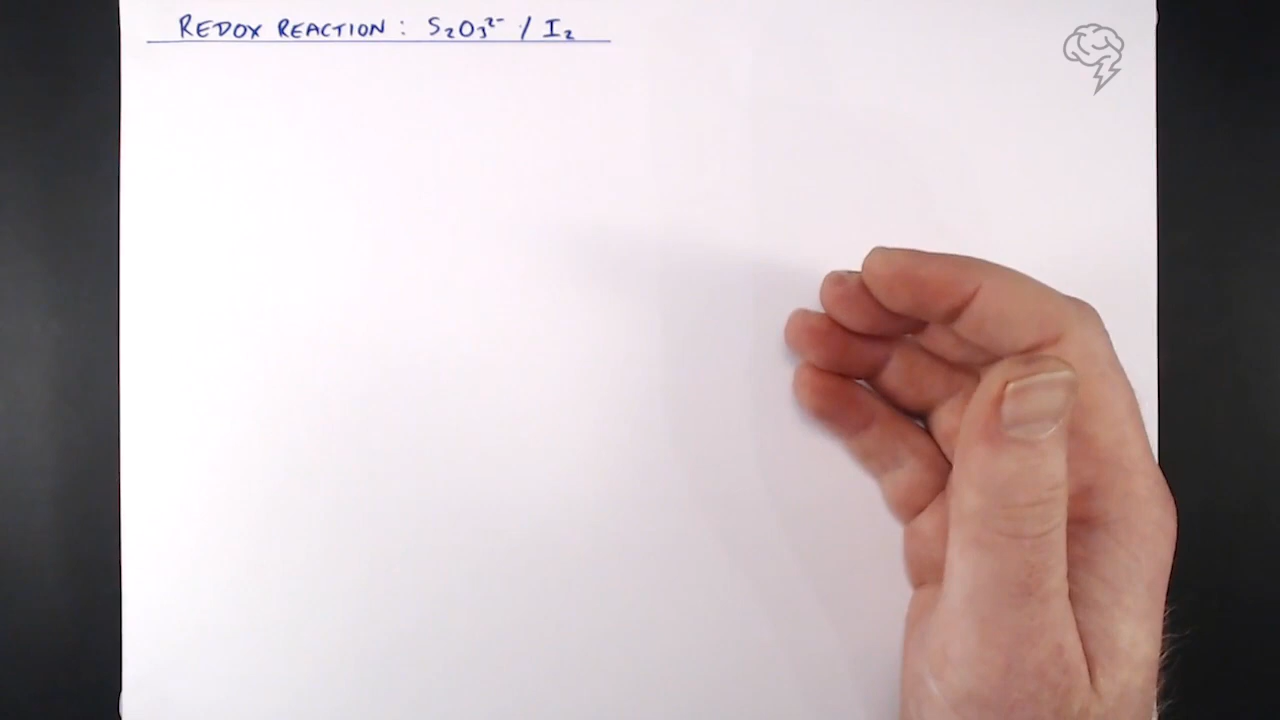 REDOX REACTION : S₂O₃²⁻ / I₂